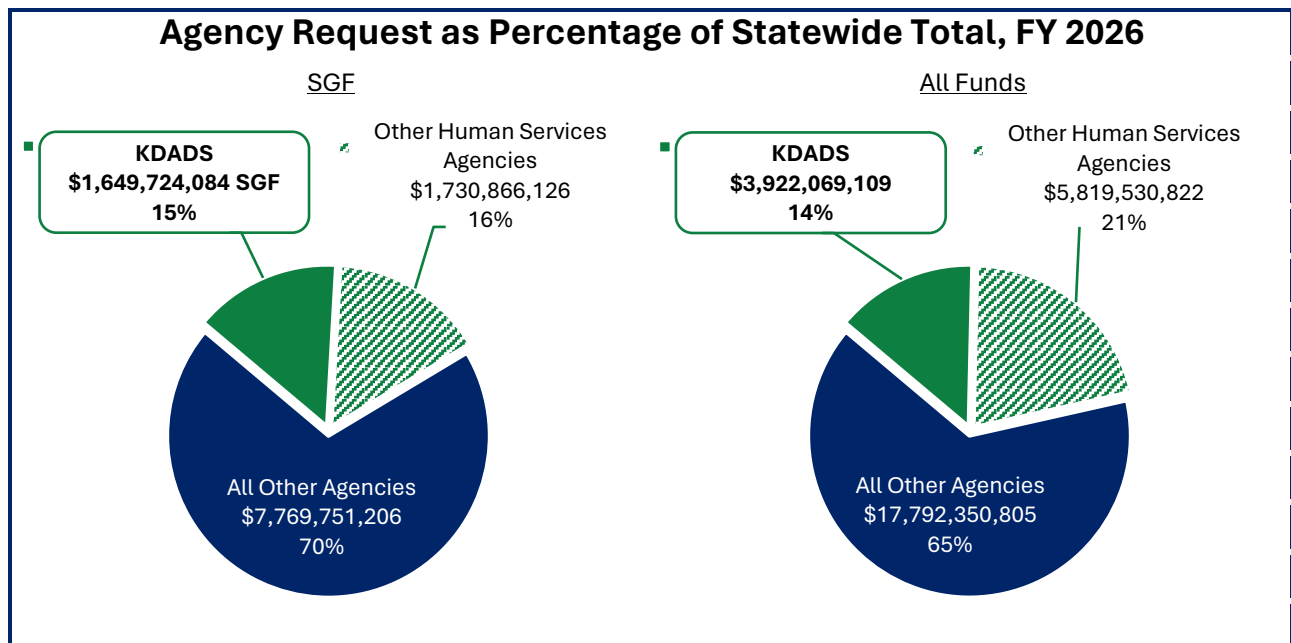 Agency Request as Percentage of Statewide Total, FY 2026
SGF
KDADS
$1,649,724,084 SGF
15%
Other Human Services
Agencies
$1,730,866,126
16%
All Other Agencies
$7,769,751,206
70%
All Funds
KDADS
$3,922,069,109
14%
Other Human Services
Agencies
$5,819,530,822
21%
All Other Agencies
$17,792,350,805
65%